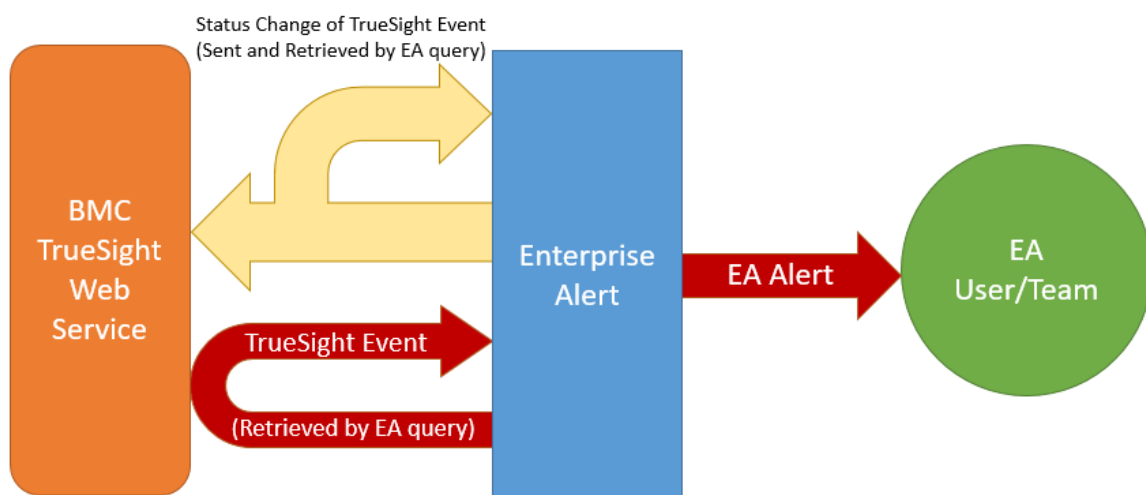 Status Change of TrueSight Event
(Sent and Retrieved by EA query)
BMC
TrueSight
Web
Service
TrueSight Event
(Retrieved by EA query)
Enterprise
Alert
EA Alert
EA
User/Team